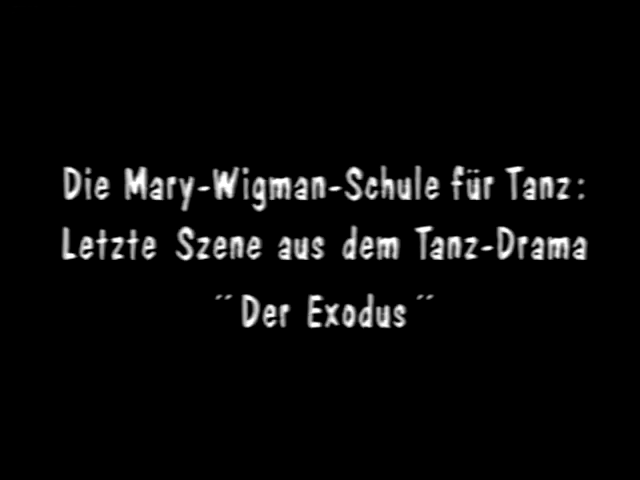 Die Mary-Wigman-Schule für Tanz:
Letzte Szene aus dem Tanz-Drama
"Der Exodus"